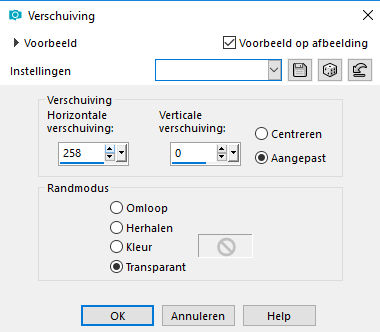 Verschuiving
Voorbeeld
Voorbeeld op afbeelding
Instellingen
Verschuiving
Horizontale verschuiving:
Verticale verschuiving:
258
0
Centreren
Aangepast
Randmodus
Omloop
Herhalen
Kleur
Transparant
OK
Annuleren
Help